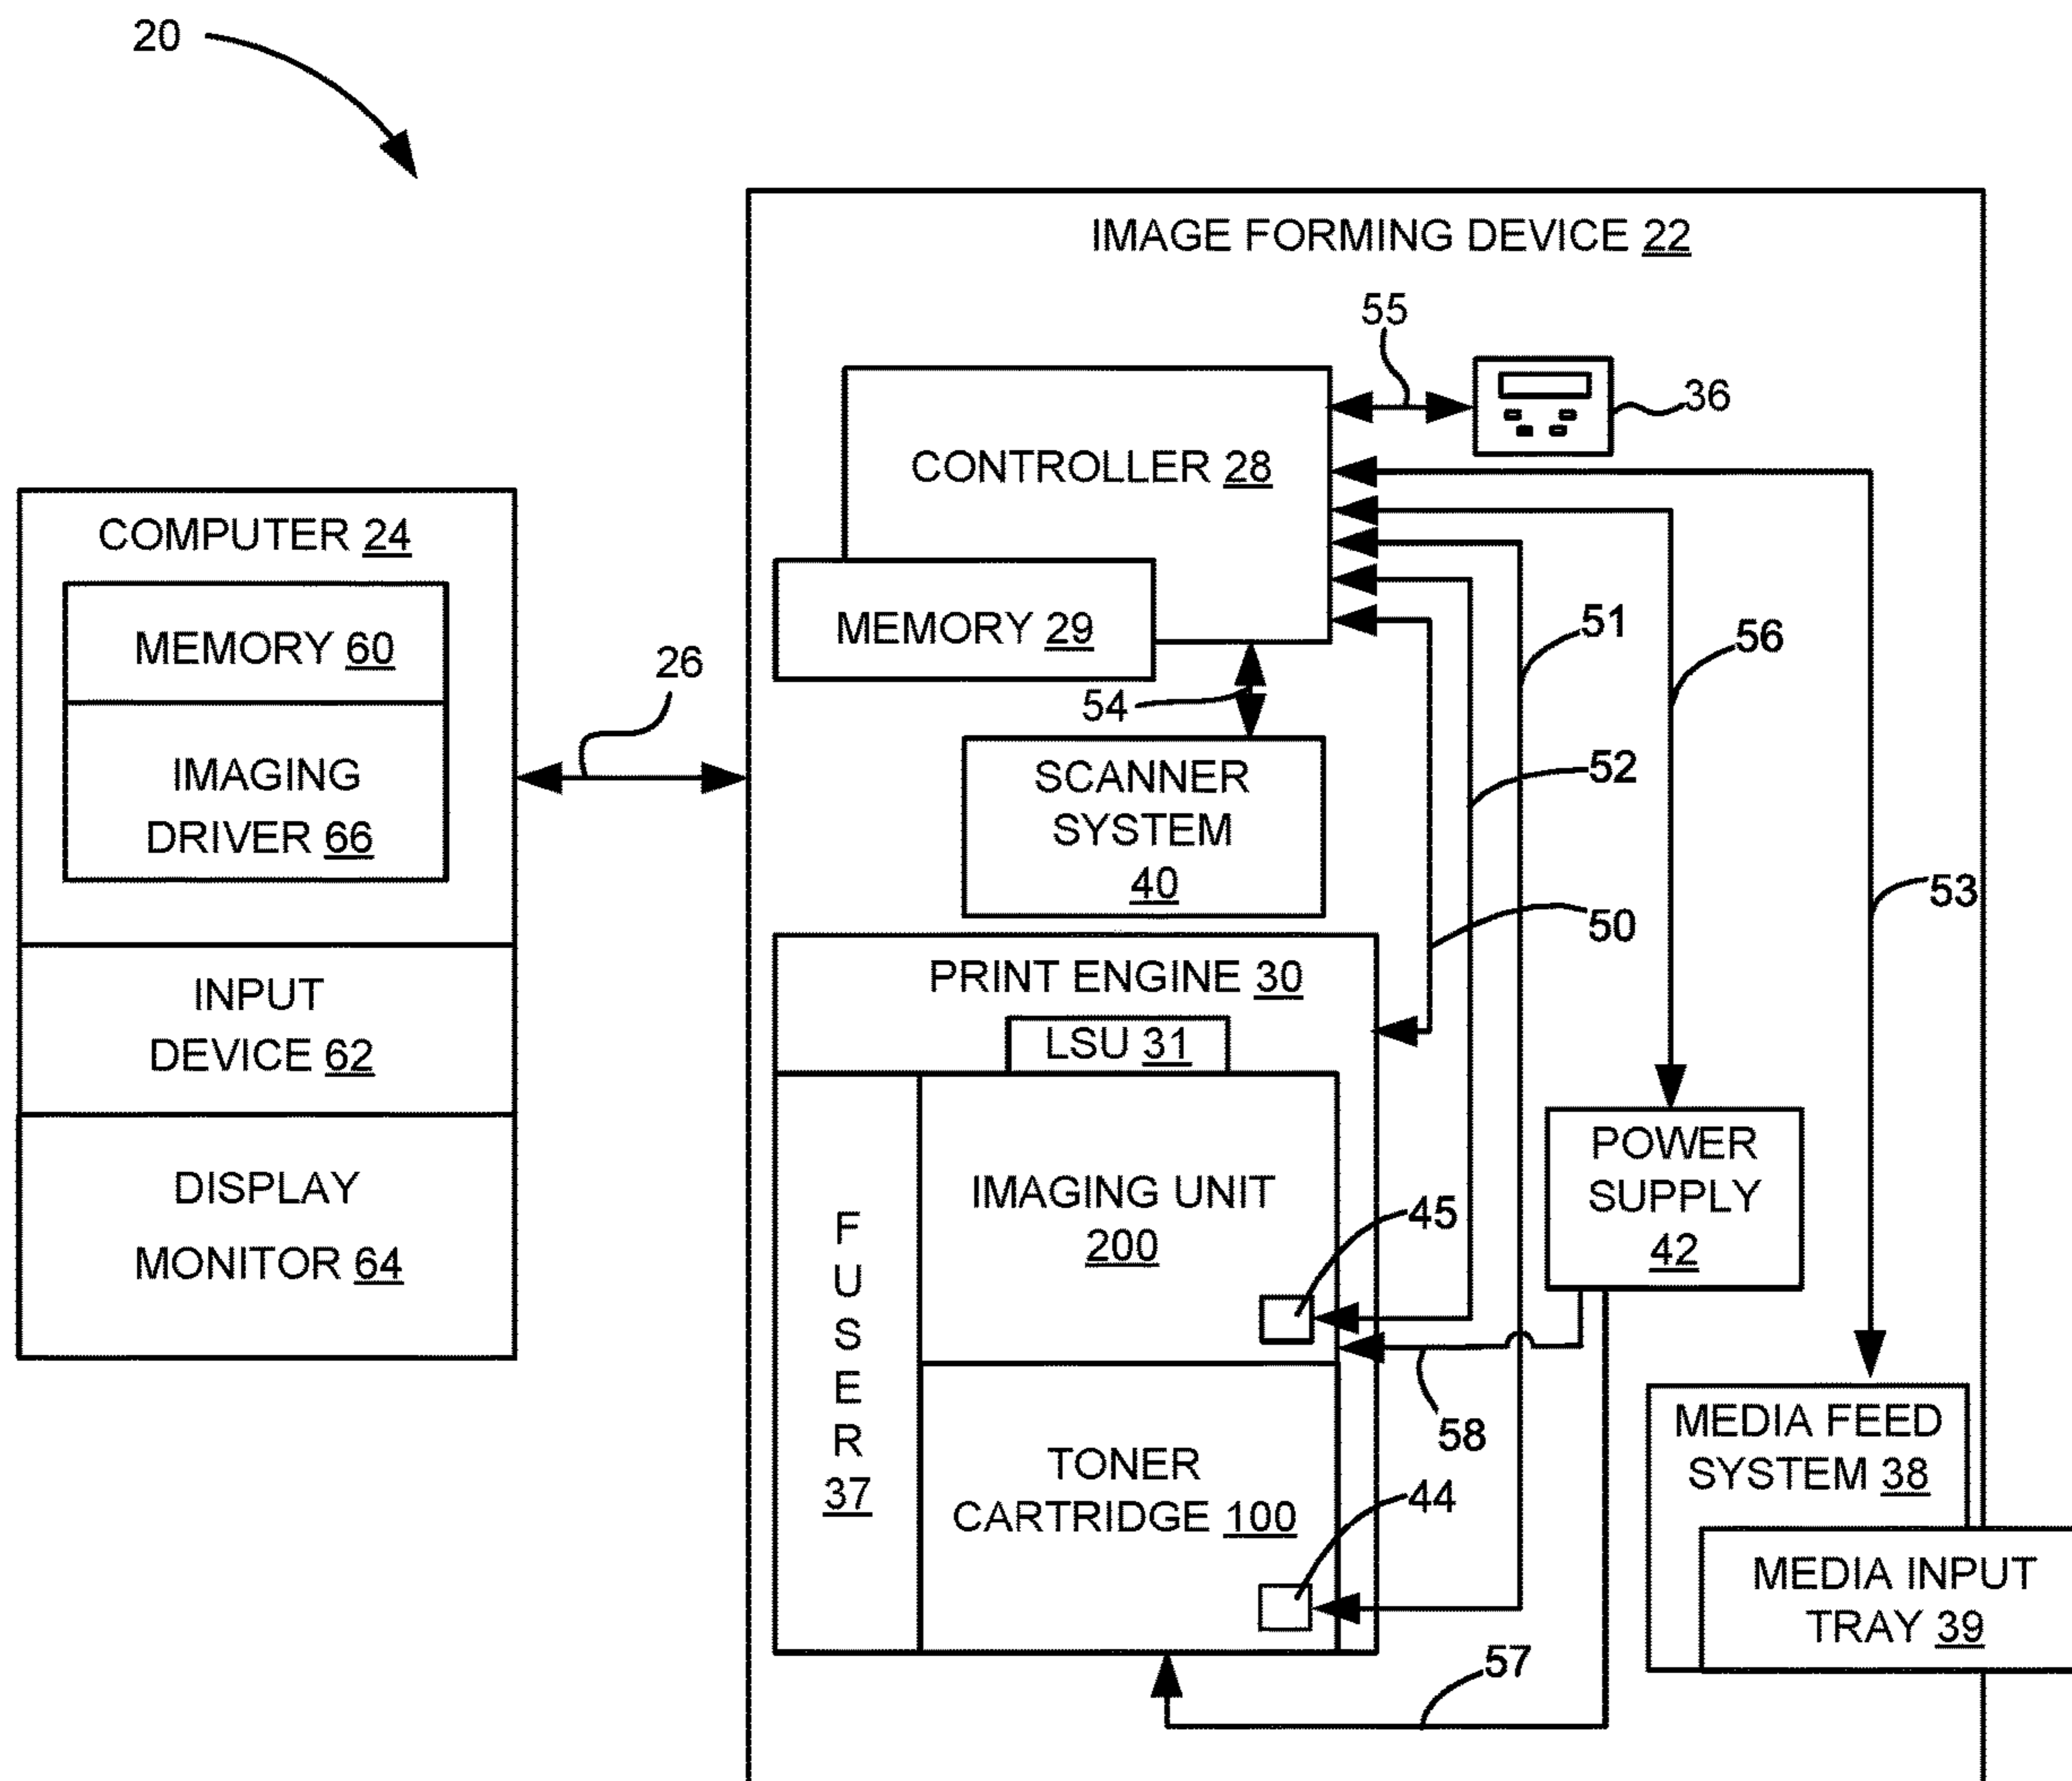 20
IMAGE FORMING DEVICE 22
55
36
CONTROLLER 28
MEMORY 29
54
SCANNER
SYSTEM
40
COMPUTER 24
MEMORY 60
IMAGING
DRIVER 66
INPUT
DEVICE 62
DISPLAY
MONITOR 64
26
51
56
52
50
53
PRINT ENGINE 30
LSU 31
FUSER
37
IMAGING UNIT
200
45
POWER
SUPPLY
42
58
TONER
CARTRIDGE 100
44
57
MEDIA FEED
SYSTEM 38
MEDIA INPUT
TRAY 39